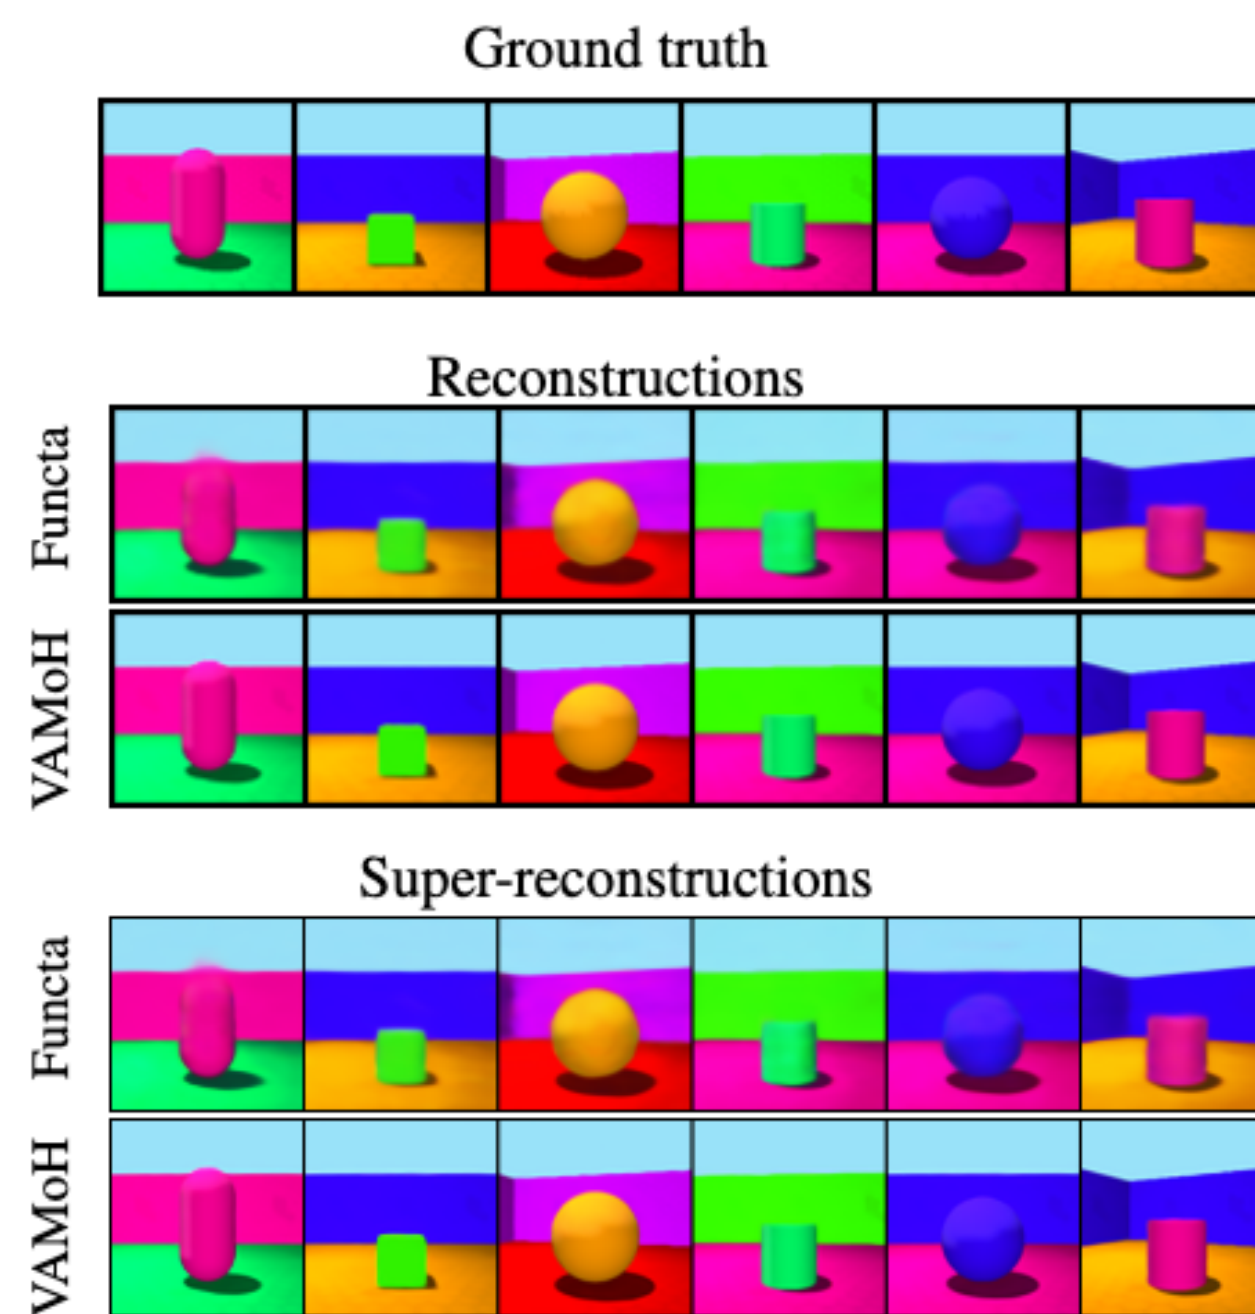 Ground truth
Reconstructions
Functa
VAMoH
Super-reconstructions
Functa
VAMoH